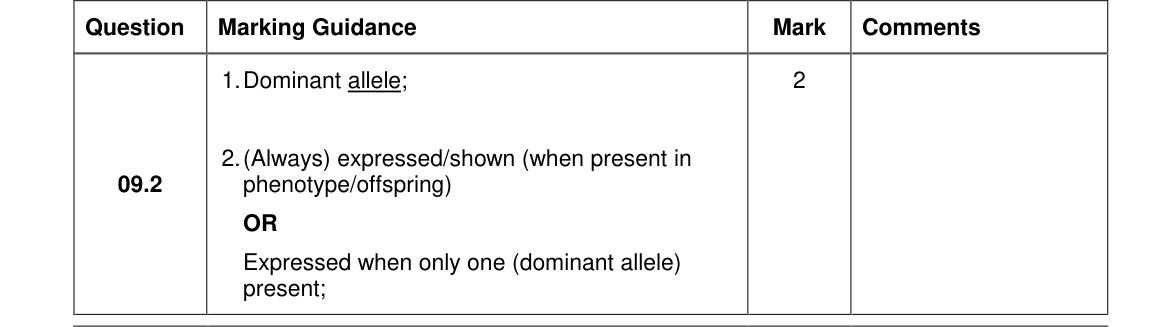 Question Marking Guidance Mark Comments
1. Dominant allele; 2
2. (Always) expressed/shown (when present in
phenotype/offspring)
09.2
OR
Expressed when only one (dominant allele)
present;